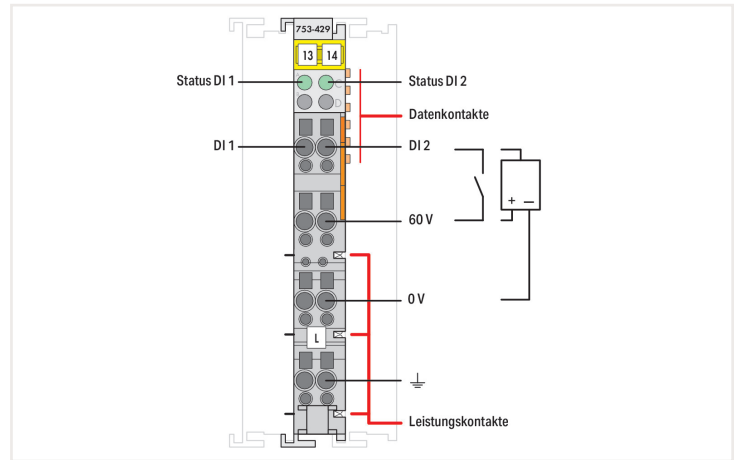 753-429
13 14
Status DI 1
Status DI 2
C
D
Datenkontakte
DI 1
DI 2
+ –
60 V
0 V
L
Leistungskontakte